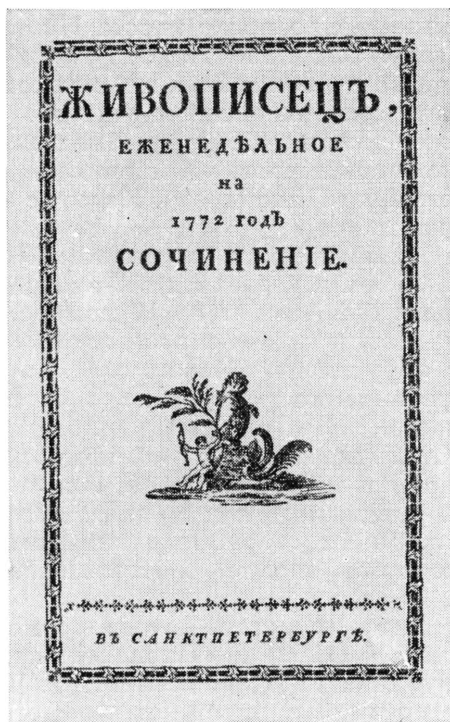 ЖИВОПИСЕЦЪ,
ЕЖЕНЕДѢЛЬНОЕ
на
1772 годЪ
СОЧИНЕНІЕ.
ВЪ САНКТПЕТЕРБУРГѢ.